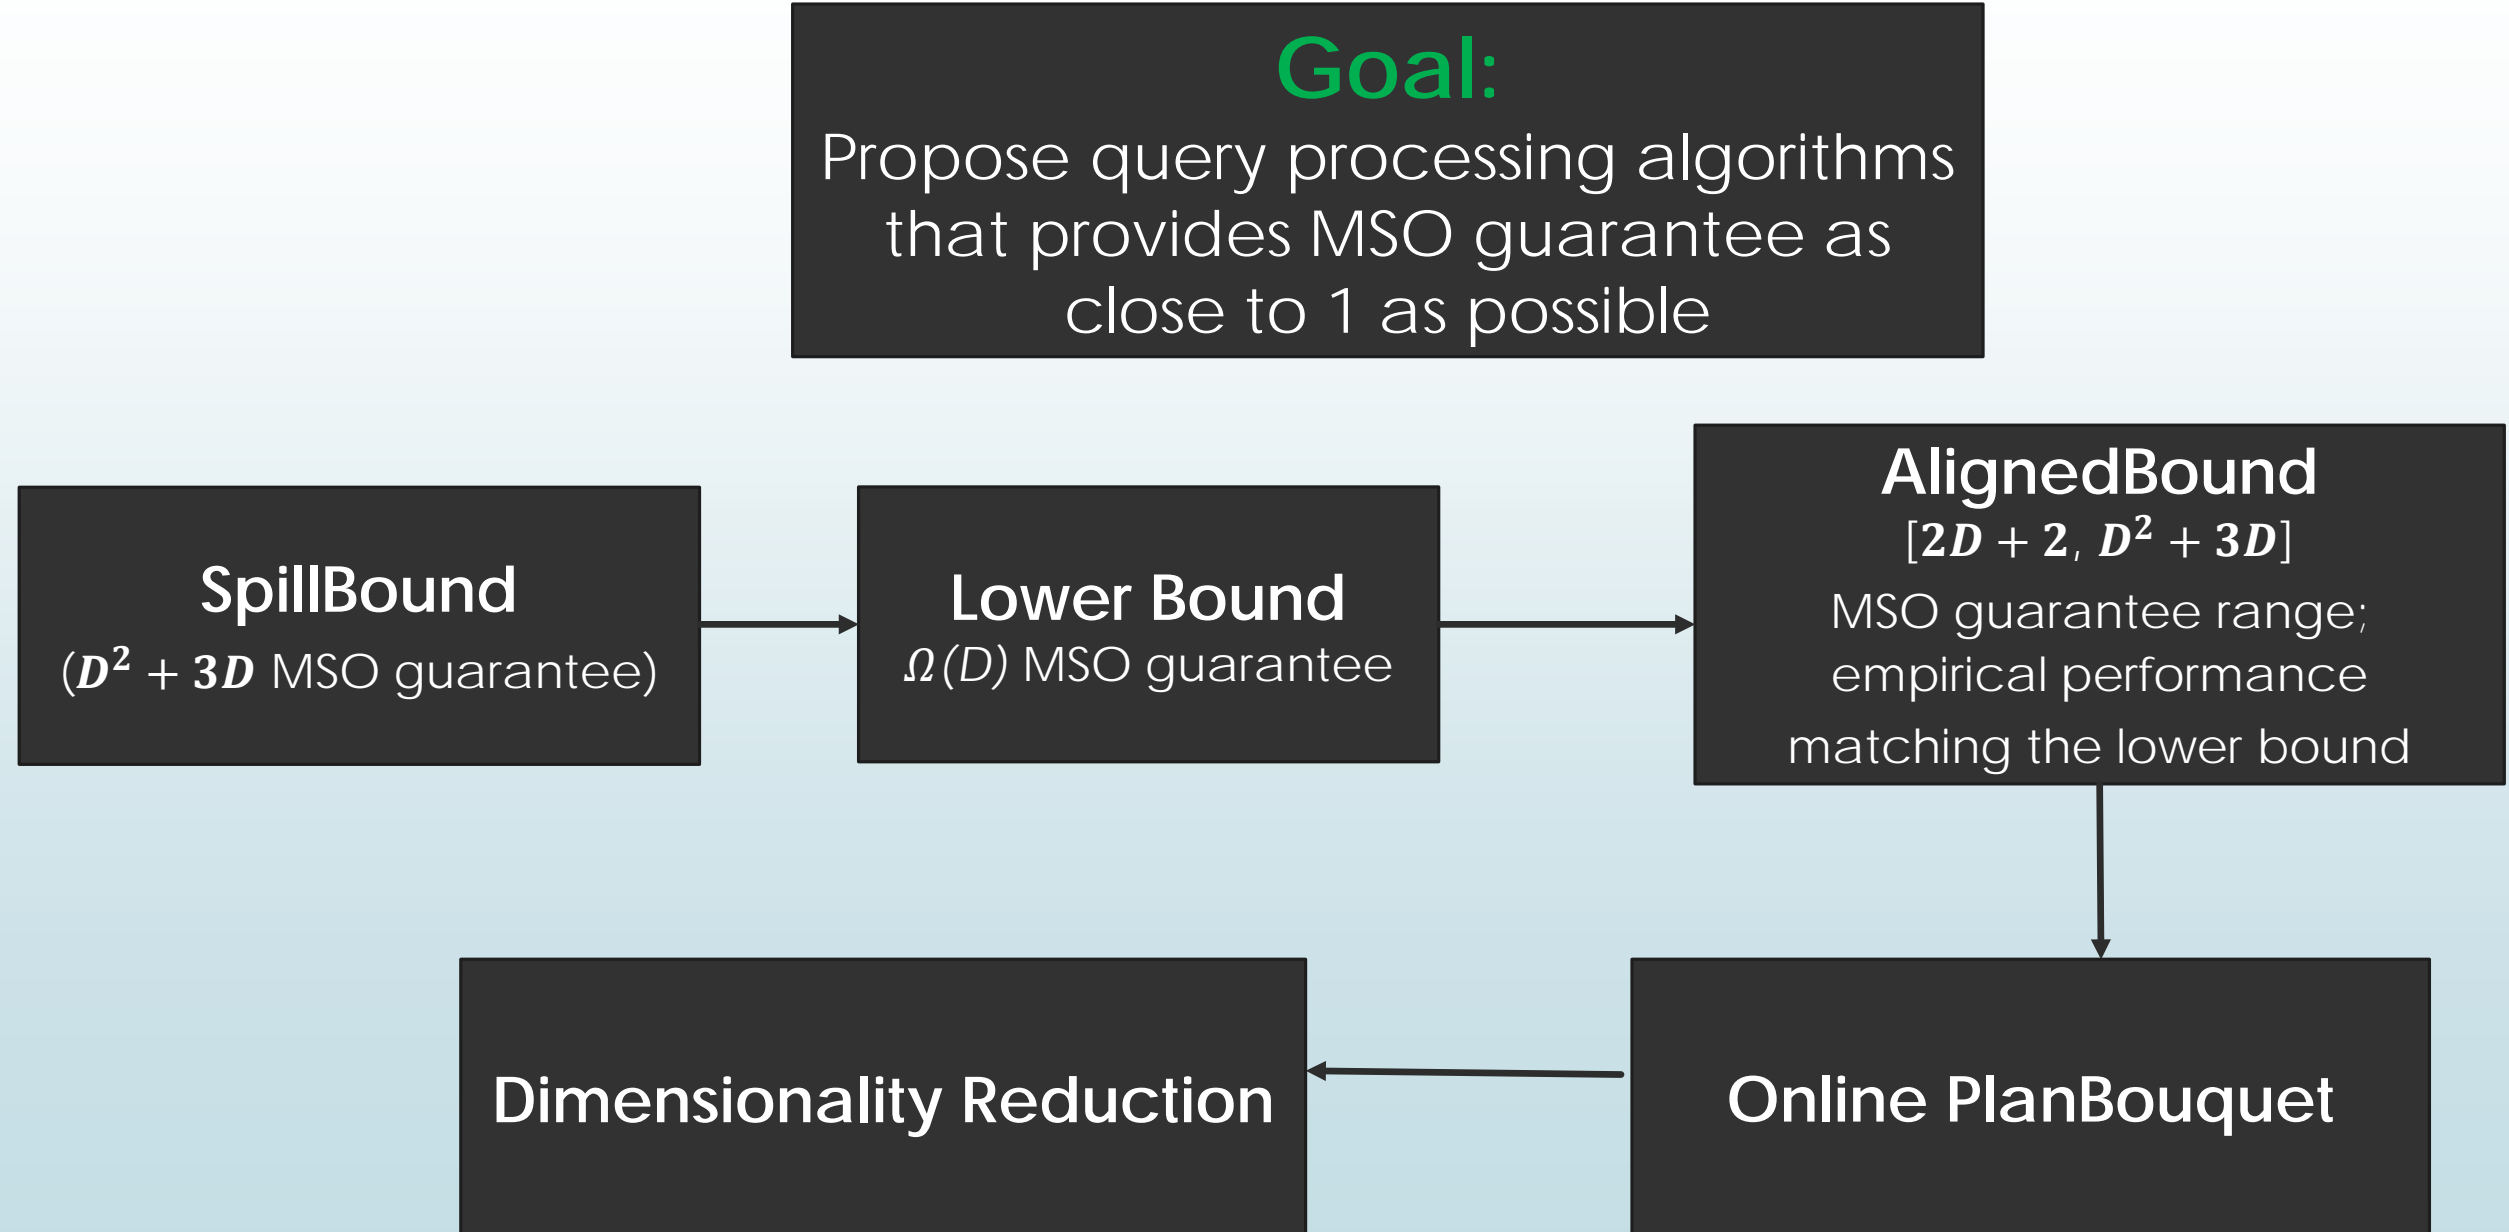 Goal:
Propose query processing algorithms
that provides MSO guarantee as
close to 1 as possible
SpillBound
(D² + 3D MSO guarantee)
Lower Bound
Ω(D) MSO guarantee
AlignedBound
[2D + 2, D² + 3D]
MSO guarantee range;
empirical performance
matching the lower bound
Dimensionality Reduction
Online PlanBouquet